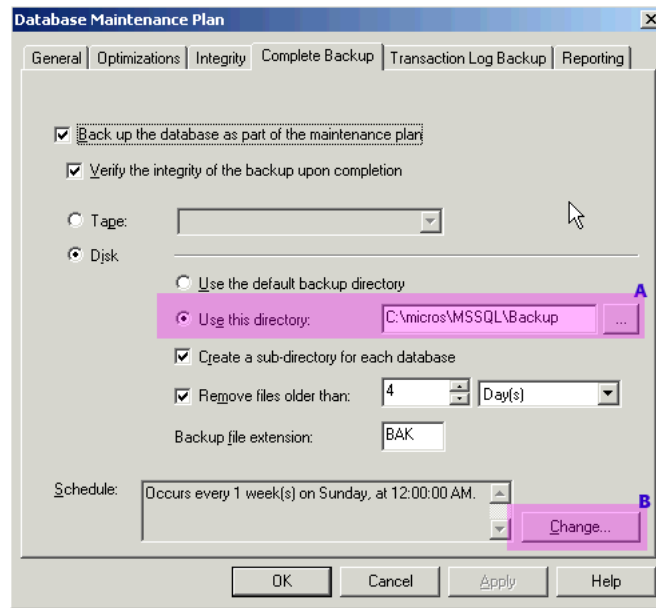 Database Maintenance Plan
General Optimizations Integrity Complete Backup Transaction Log Backup Reporting
Back up the database as part of the maintenance plan
Verify the integrity of the backup upon completion
Tape:
Disk
Use the default backup directory
A
Use this directory: C:\micros\MSSQL\Backup ...
Create a sub-directory for each database
Remove files older than: 4 Day(s)
Backup file extension: BAK
Schedule: Occurs every 1 week(s) on Sunday, at 12:00:00 AM.
B
Change...
OK Cancel Apply Help